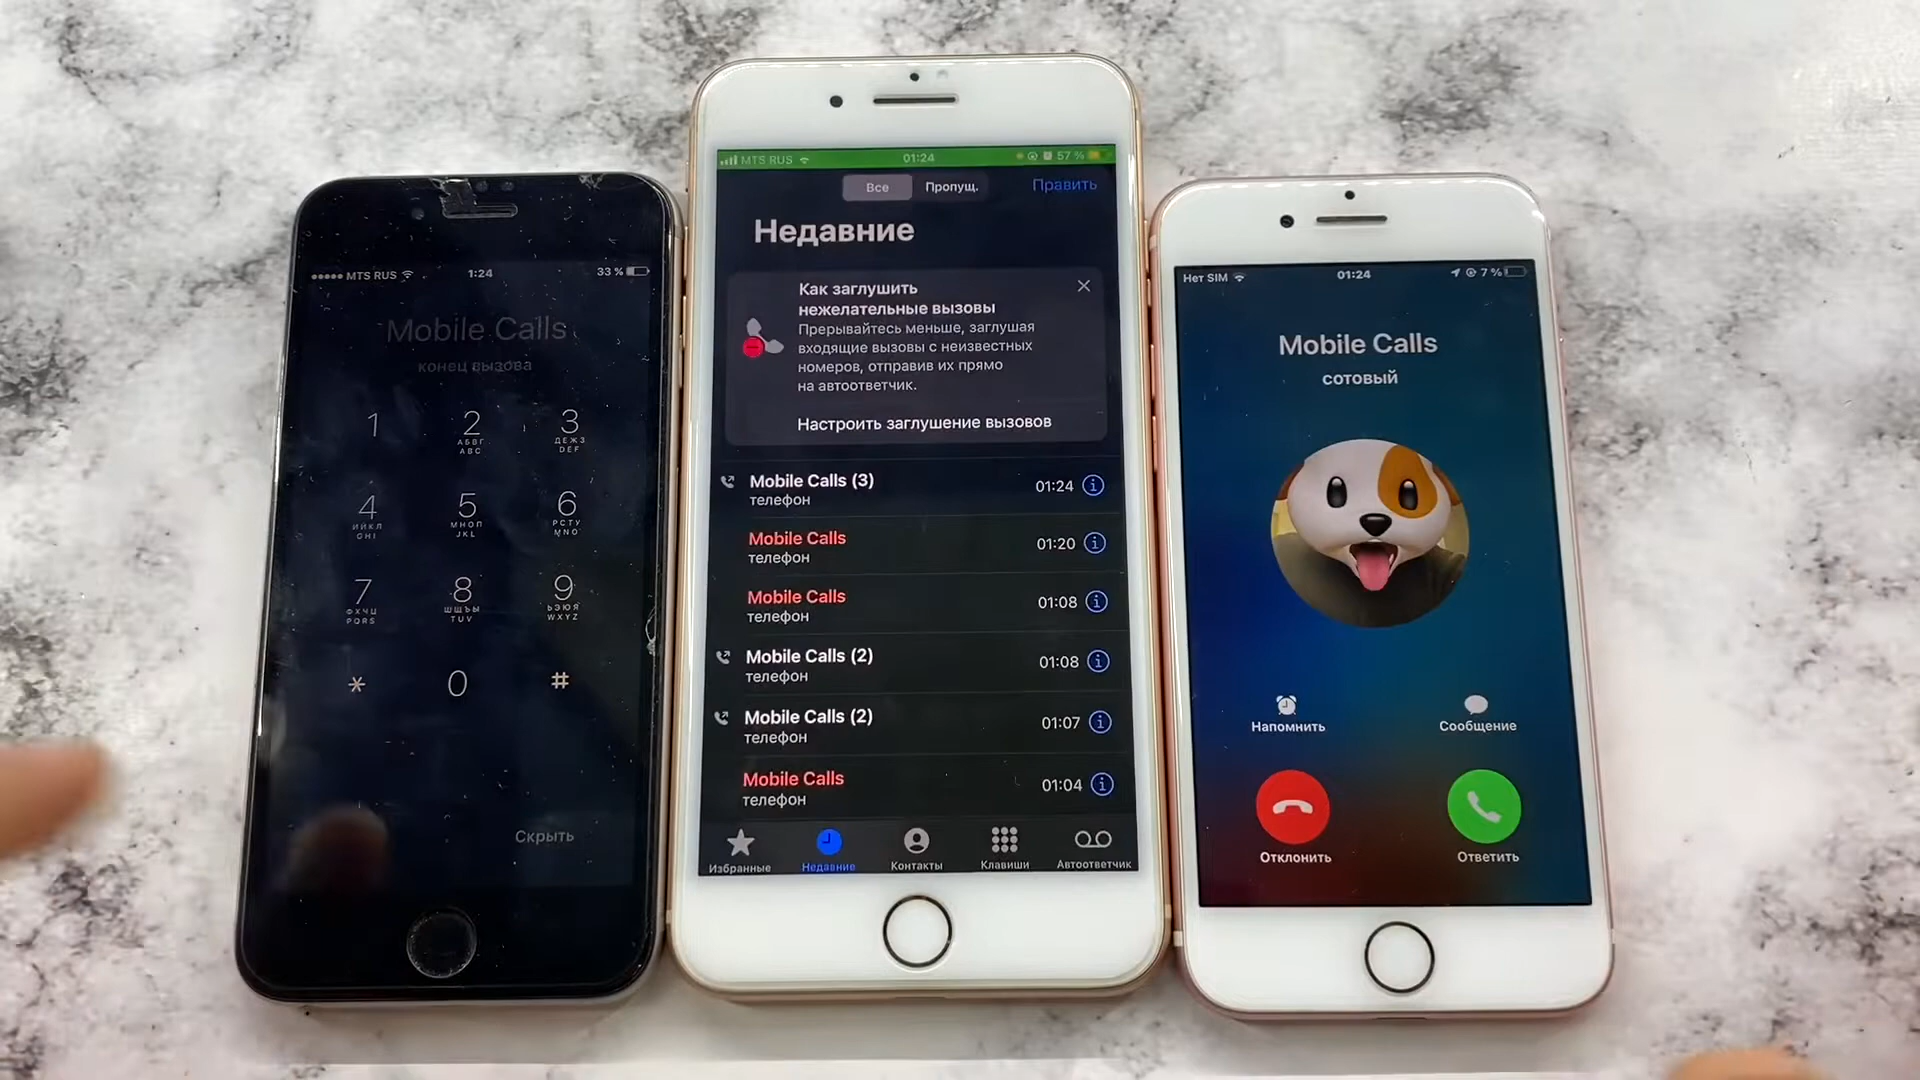 MTS RUS
1:24
33 %
Mobile Calls
конец вызова
1
2
АБВГ
ABC
3
ДЕЖЗ
DEF
4
ИЙКЛ
GHI
5
МНОП
JKL
6
РСТУ
MNO
7
ФХЧЦ
PQRS
8
ШЩЪЫ
TUV
9
ЬЭЮЯ
WXYZ
*
0
#
Скрыть
MTS RUS
01:24
57 %
Все
Пропущ.
Править
Недавние
Как заглушить
нежелательные вызовы
Прерывайтесь меньше, заглушая
входящие вызовы с неизвестных
номеров, отправив их прямо
на автоответчик.
Настроить заглушение вызовов
Mobile Calls (3)
телефон
01:24
Mobile Calls
телефон
01:20
Mobile Calls
телефон
01:08
Mobile Calls (2)
телефон
01:08
Mobile Calls (2)
телефон
01:07
Mobile Calls
телефон
01:04
Избранные
Недавние
Контакты
Клавиши
Автоответчик
Нет SIM
01:24
7 %
Mobile Calls
сотовый
Напомнить
Сообщение
Отклонить
Ответить